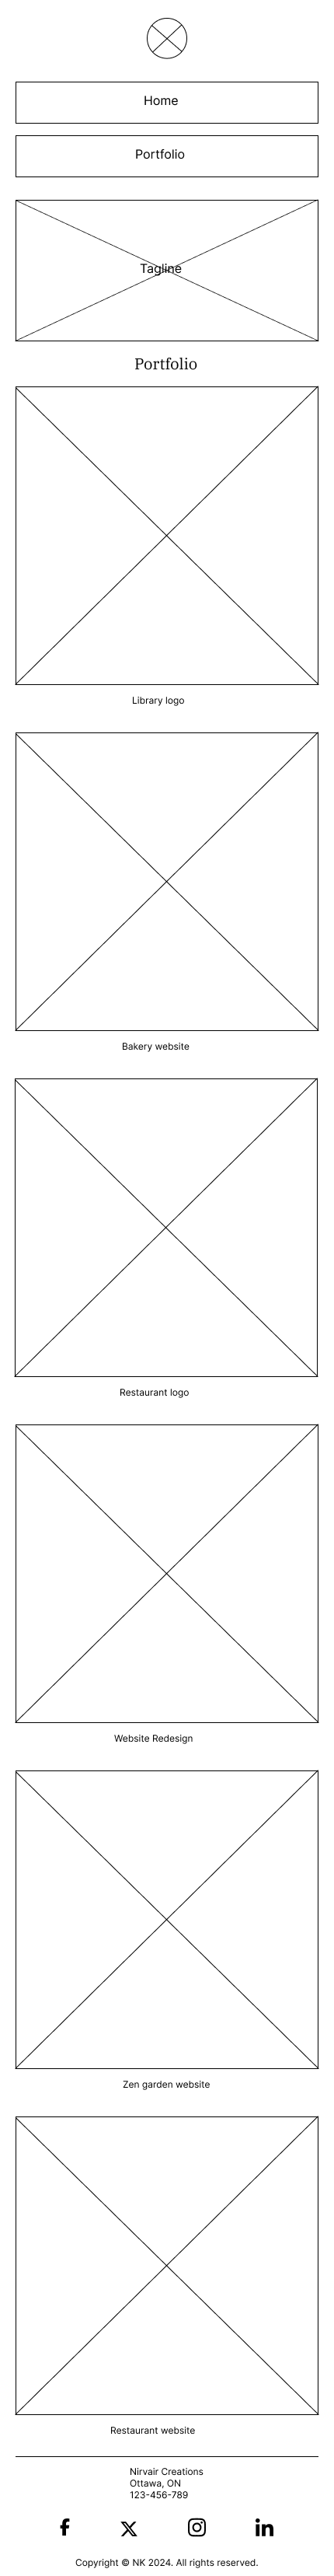 Home
Portfolio
Tagline
Portfolio
Library logo
Bakery website
Restaurant logo
Website Redesign
Zen garden website
Restaurant website
Nirvair Creations
Ottawa, ON
123-456-789
Copyright © NK 2024. All rights reserved.